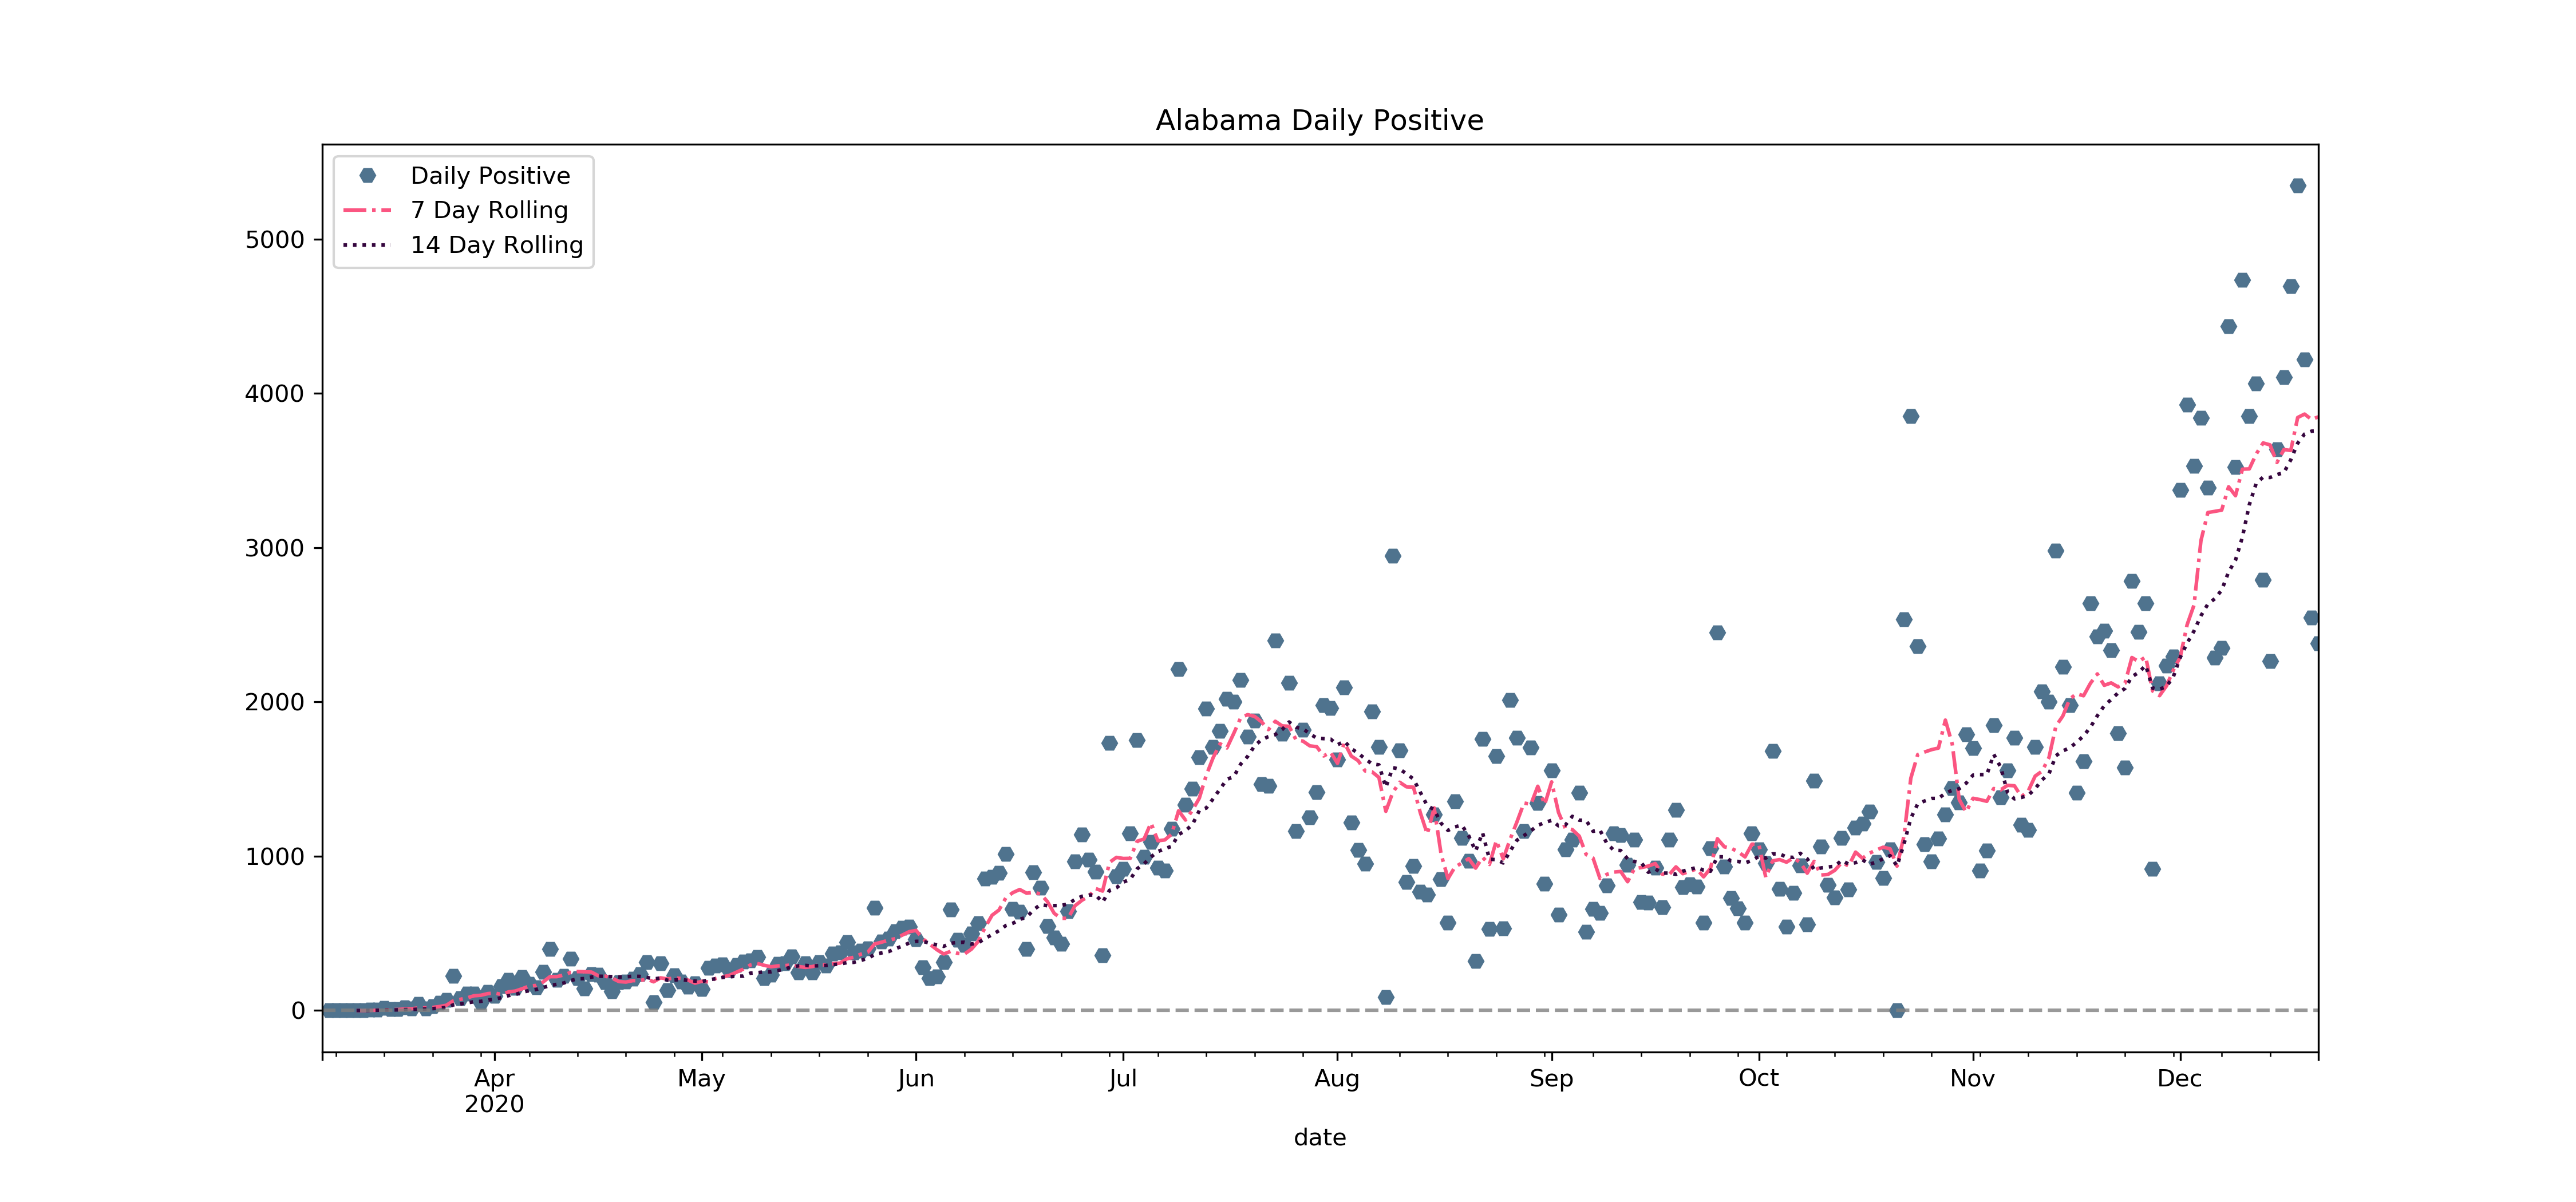 Alabama Daily Positive
Daily Positive
7 Day Rolling
14 Day Rolling
5000
4000
3000
2000
1000
0
Apr May Jun Jul Aug Sep Oct Nov Dec
2020
date